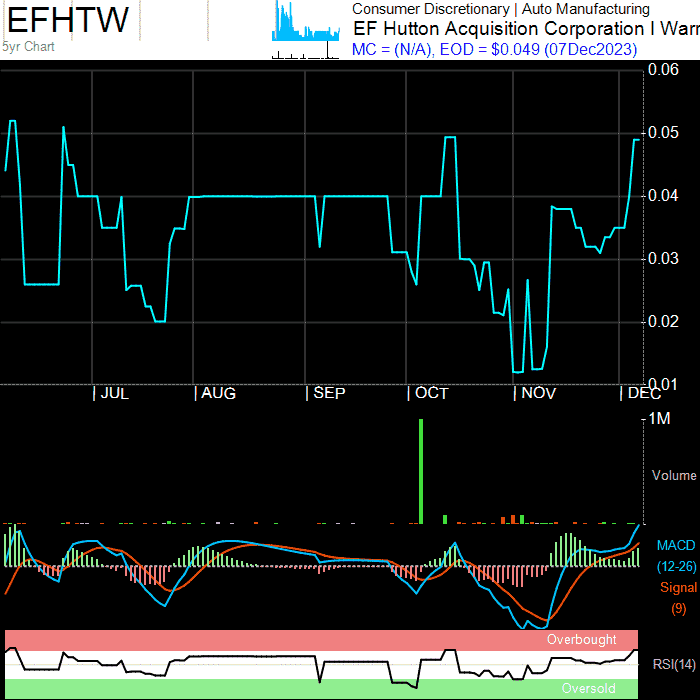 EFHTW
5yr Chart
Consumer Discretionary | Auto Manufacturing
EF Hutton Acquisition Corporation I Warr
MC = (N/A), EOD = $0.049 (07Dec2023)
0.06
0.05
0.04
0.03
0.02
0.01
| JUL | AUG | SEP | OCT | NOV | DEC
1M
Volume
MACD
(12-26)
Signal
(9)
Overbought
RSI(14)
Oversold